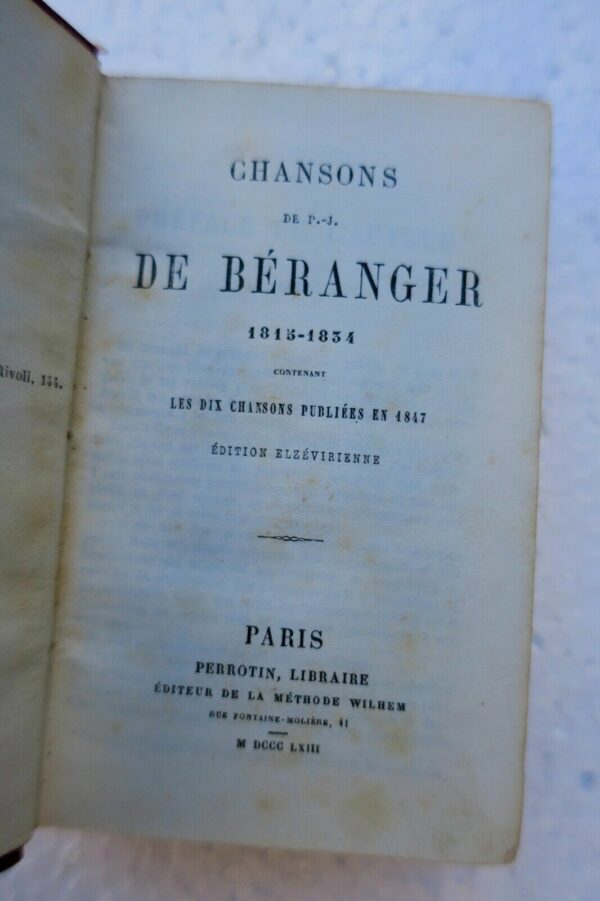 Rivoli, 144.
CHANSONS
DE P.-J.
DE BÉRANGER
1815-1834
CONTENANT
LES DIX CHANSONS PUBLIÉES EN 1847
ÉDITION ELZÉVIRIENNE
PARIS
PERROTIN, LIBRAIRE
ÉDITEUR DE LA MÉTHODE WILHEM
RUE FONTAINE-MOLIÈRE, 41
M DCCC LXIII